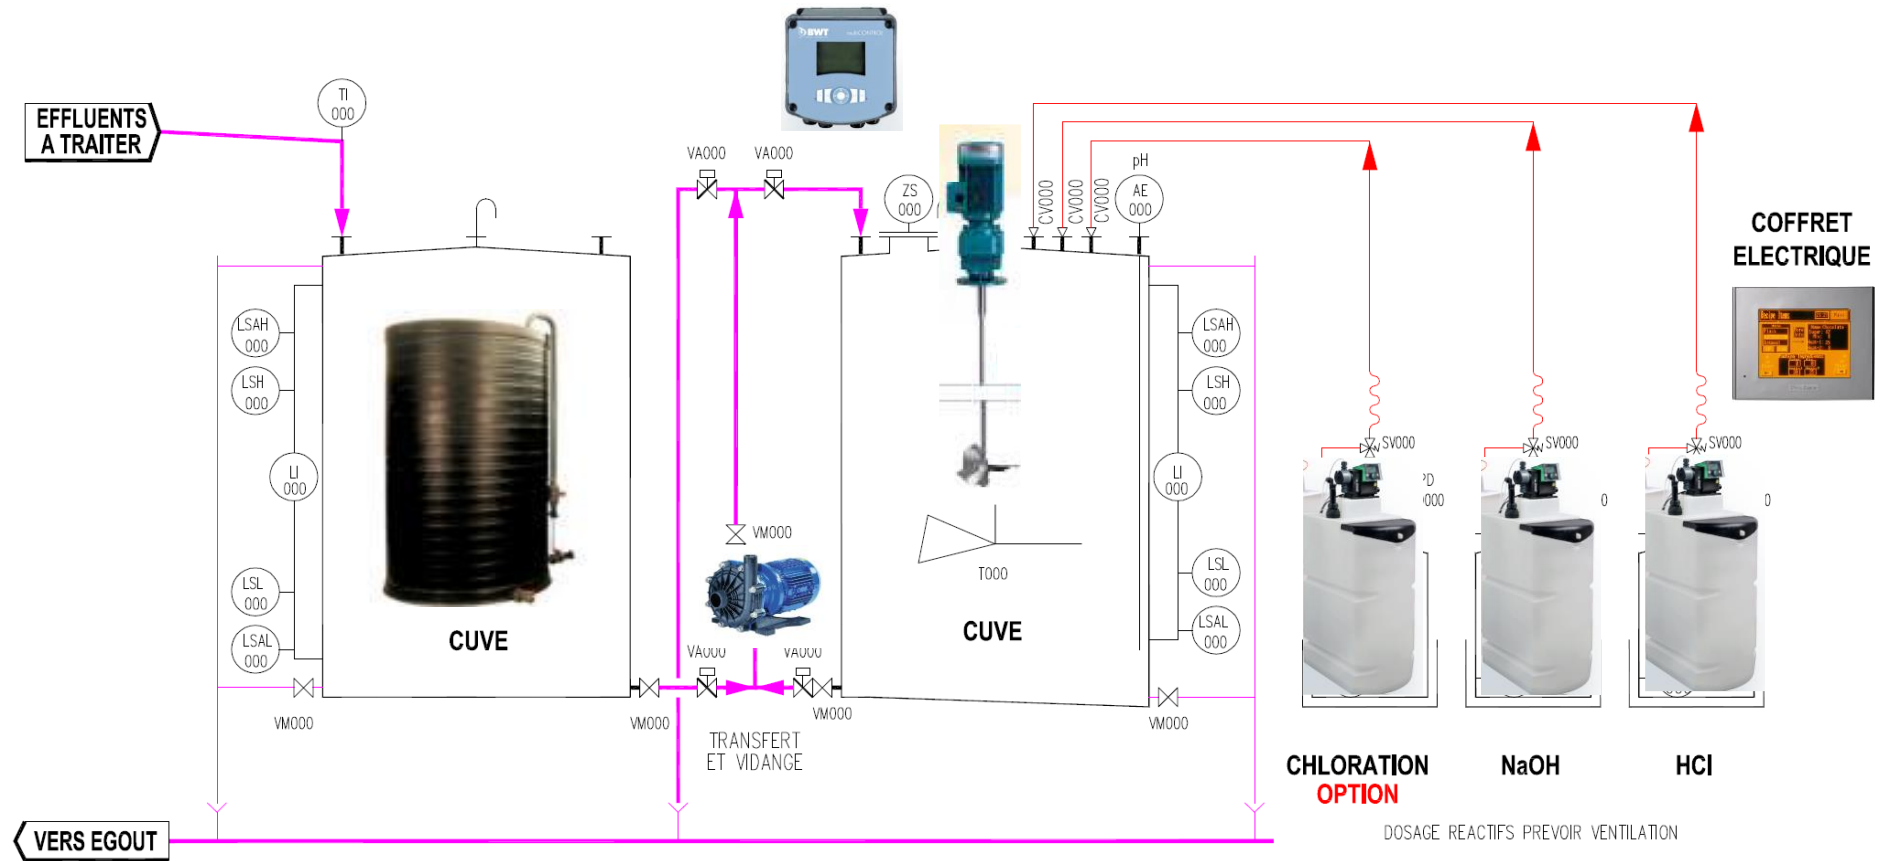 BWT
EFFLUENTS
A TRAITER
TI
000
VA000
VA000
ZS
000
CV000
CV000
CV000
pH
AE
000
COFFRET
ELECTRIQUE
LSAH
000
LSH
000
LI
000
LSL
000
LSAL
000
CUVE
VM000
VM000
VM000
VA000
VA000
VM000
TRANSFERT
ET VIDANGE
T000
CUVE
LSAH
000
LSH
000
LI
000
LSL
000
LSAL
000
VM000
SV000
SV000
SV000
CHLORATION
OPTION
NaOH
HCl
DOSAGE REACTIFS PREVOIR VENTILATION
VERS EGOUT